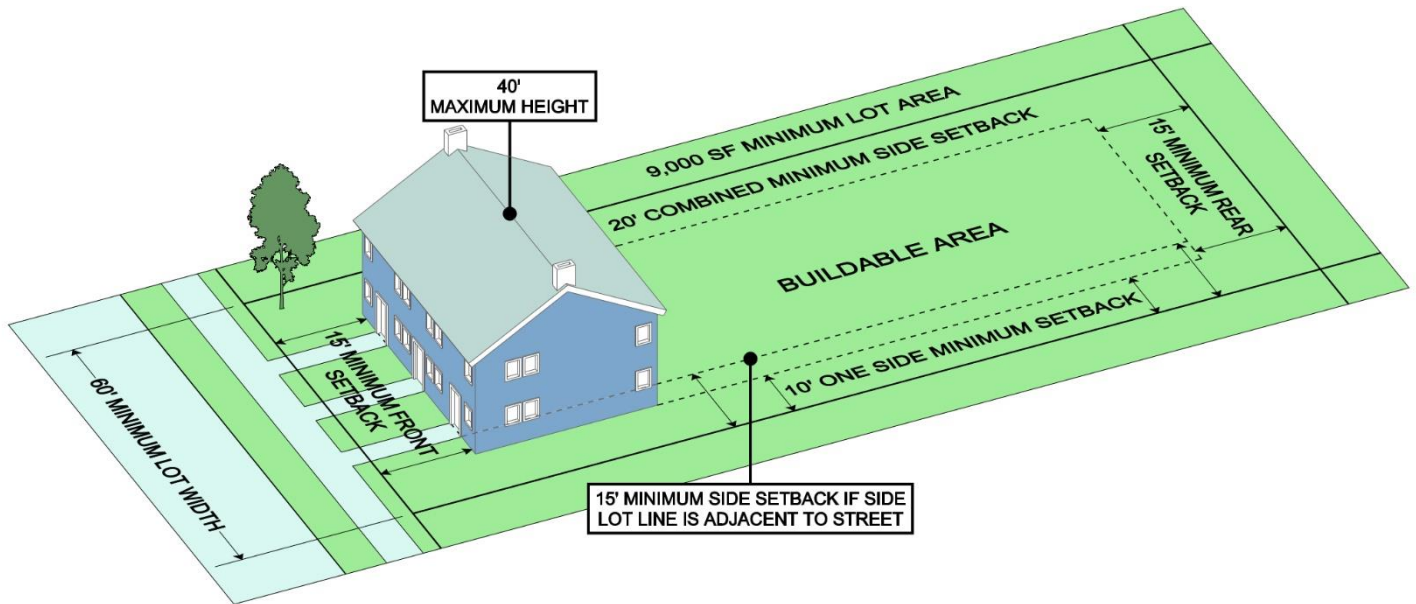 40'
MAXIMUM HEIGHT
9,000 SF MINIMUM LOT AREA
20' COMBINED MINIMUM SIDE SETBACK
15' MINIMUM REAR
SETBACK
BUILDABLE AREA
10' ONE SIDE MINIMUM SETBACK
15' MINIMUM FRONT
SETBACK
60' MINIMUM LOT WIDTH
15' MINIMUM SIDE SETBACK IF SIDE
LOT LINE IS ADJACENT TO STREET